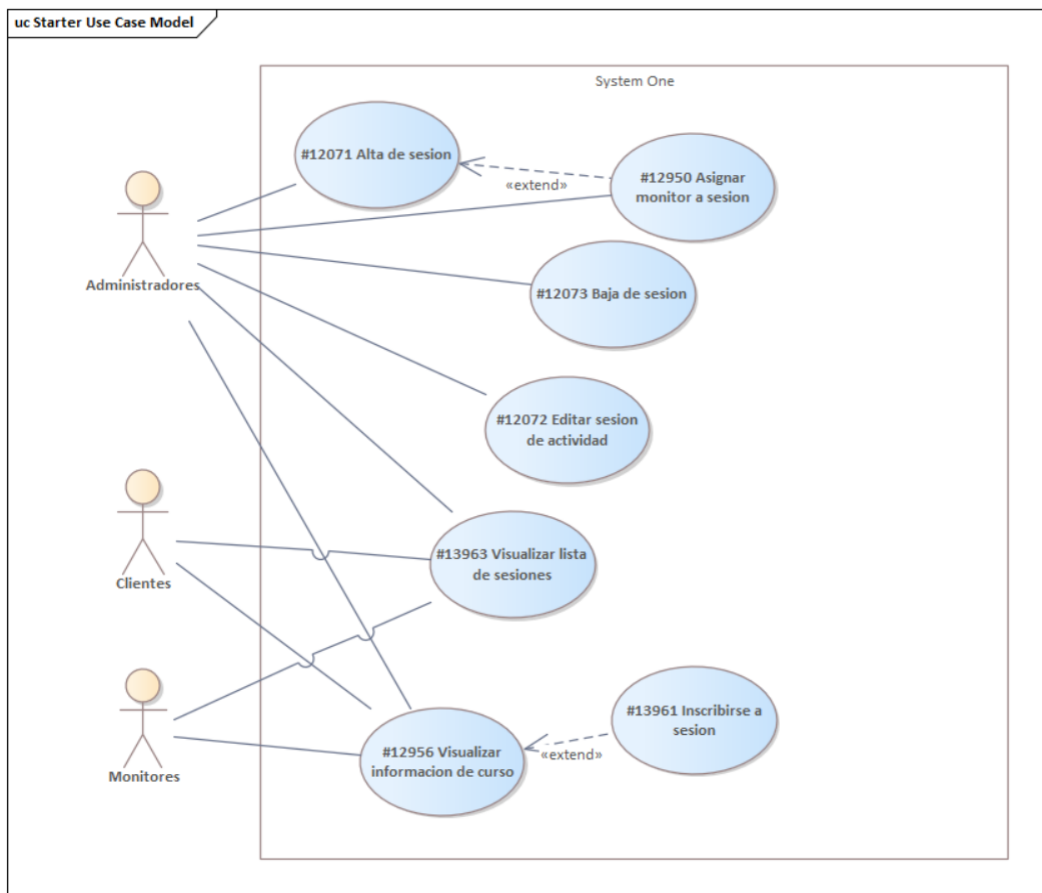 uc Starter Use Case Model
System One
#12071 Alta de sesion
«extend»
#12950 Asignar
monitor a sesion
Administradores
#12073 Baja de sesion
#12072 Editar sesion
de actividad
Clientes
#13963 Visualizar lista
de sesiones
Monitores
#12956 Visualizar
informacion de curso
«extend»
#13961 Inscribirse a
sesion